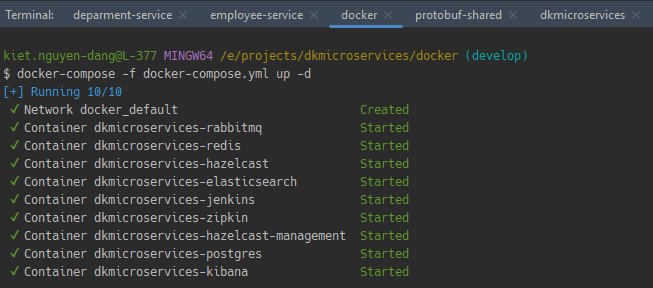 Terminal: deparment-service × employee-service × docker × protobuf-shared × dkmicroservices ×
kiet.nguyen-dang@L-377 MINGW64 /e/projects/dkmicroservices/docker (develop)
$ docker-compose -f docker-compose.yml up -d
[+] Running 10/10
✓ Network docker_default Created
✓ Container dkmicroservices-rabbitmq Started
✓ Container dkmicroservices-redis Started
✓ Container dkmicroservices-hazelcast Started
✓ Container dkmicroservices-elasticsearch Started
✓ Container dkmicroservices-jenkins Started
✓ Container dkmicroservices-zipkin Started
✓ Container dkmicroservices-hazelcast-management Started
✓ Container dkmicroservices-postgres Started
✓ Container dkmicroservices-kibana Started